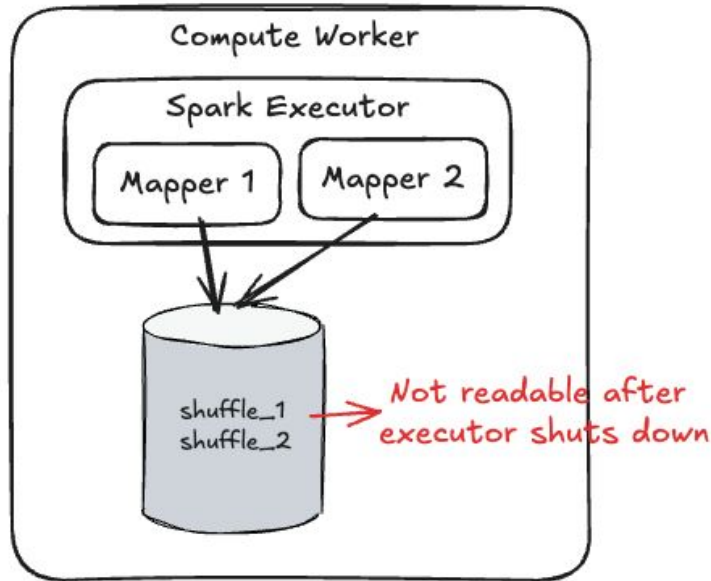 Compute Worker
Spark Executor
Mapper 1
Mapper 2
shuffle_1
shuffle_2
Not readable after
executor shuts down